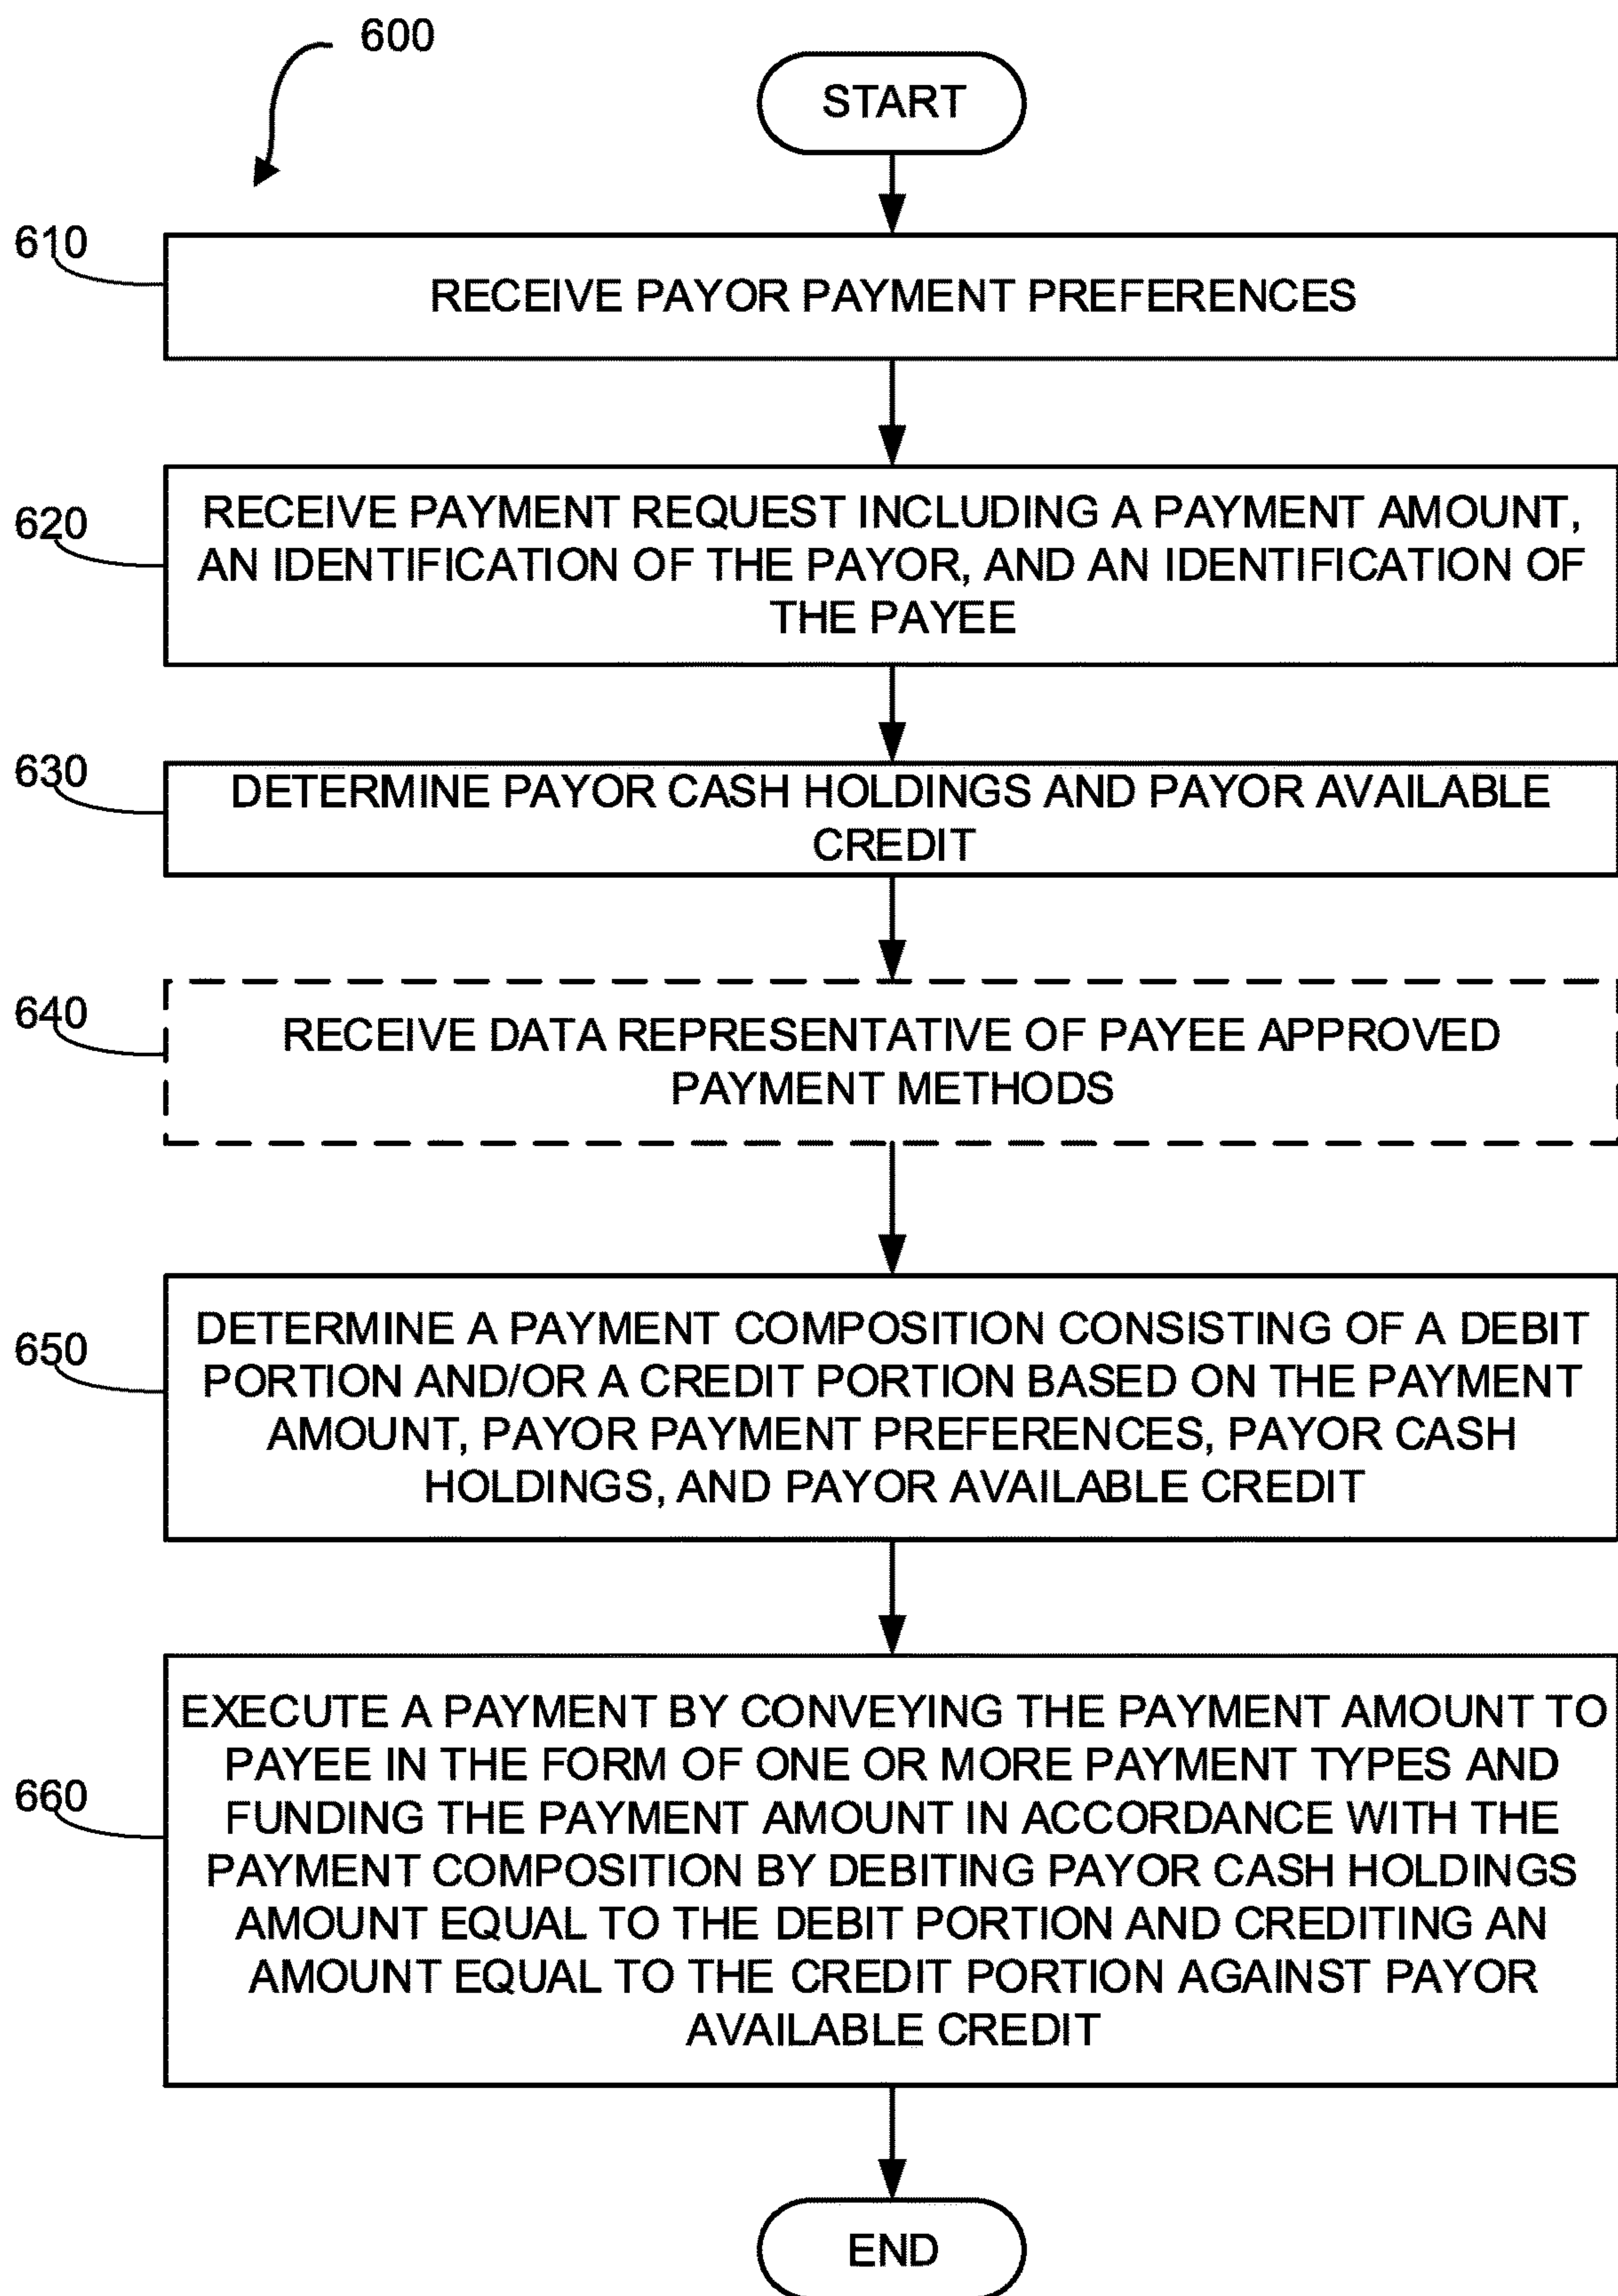 600
START
610
RECEIVE PAYOR PAYMENT PREFERENCES
620
RECEIVE PAYMENT REQUEST INCLUDING A PAYMENT AMOUNT,
AN IDENTIFICATION OF THE PAYOR, AND AN IDENTIFICATION OF
THE PAYEE
630
DETERMINE PAYOR CASH HOLDINGS AND PAYOR AVAILABLE
CREDIT
640
RECEIVE DATA REPRESENTATIVE OF PAYEE APPROVED
PAYMENT METHODS
650
DETERMINE A PAYMENT COMPOSITION CONSISTING OF A DEBIT
PORTION AND/OR A CREDIT PORTION BASED ON THE PAYMENT
AMOUNT, PAYOR PAYMENT PREFERENCES, PAYOR CASH
HOLDINGS, AND PAYOR AVAILABLE CREDIT
660
EXECUTE A PAYMENT BY CONVEYING THE PAYMENT AMOUNT TO
PAYEE IN THE FORM OF ONE OR MORE PAYMENT TYPES AND
FUNDING THE PAYMENT AMOUNT IN ACCORDANCE WITH THE
PAYMENT COMPOSITION BY DEBITING PAYOR CASH HOLDINGS
AMOUNT EQUAL TO THE DEBIT PORTION AND CREDITING AN
AMOUNT EQUAL TO THE CREDIT PORTION AGAINST PAYOR
AVAILABLE CREDIT
END